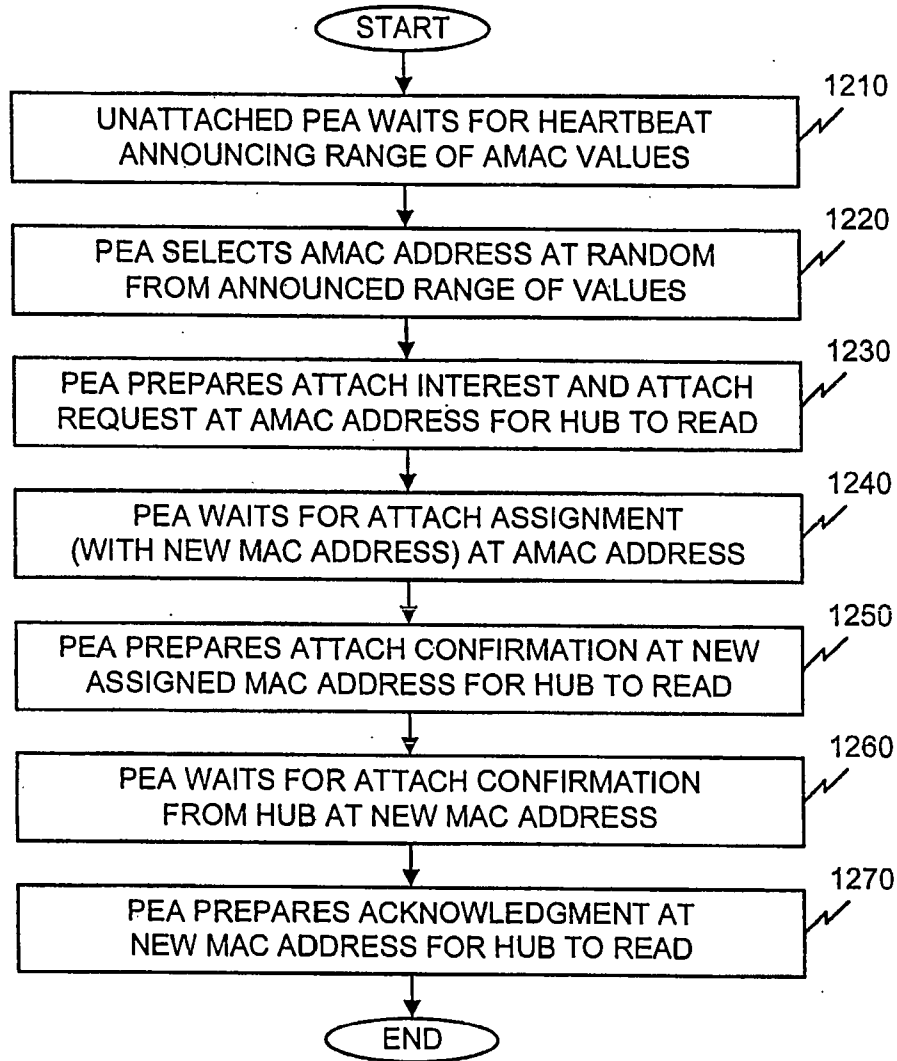 START
1210
UNATTACHED PEA WAITS FOR HEARTBEAT
ANNOUNCING RANGE OF AMAC VALUES
1220
PEA SELECTS AMAC ADDRESS AT RANDOM
FROM ANNOUNCED RANGE OF VALUES
1230
PEA PREPARES ATTACH INTEREST AND ATTACH
REQUEST AT AMAC ADDRESS FOR HUB TO READ
1240
PEA WAITS FOR ATTACH ASSIGNMENT
(WITH NEW MAC ADDRESS) AT AMAC ADDRESS
1250
PEA PREPARES ATTACH CONFIRMATION AT NEW
ASSIGNED MAC ADDRESS FOR HUB TO READ
1260
PEA WAITS FOR ATTACH CONFIRMATION
FROM HUB AT NEW MAC ADDRESS
1270
PEA PREPARES ACKNOWLEDGMENT AT
NEW MAC ADDRESS FOR HUB TO READ
END